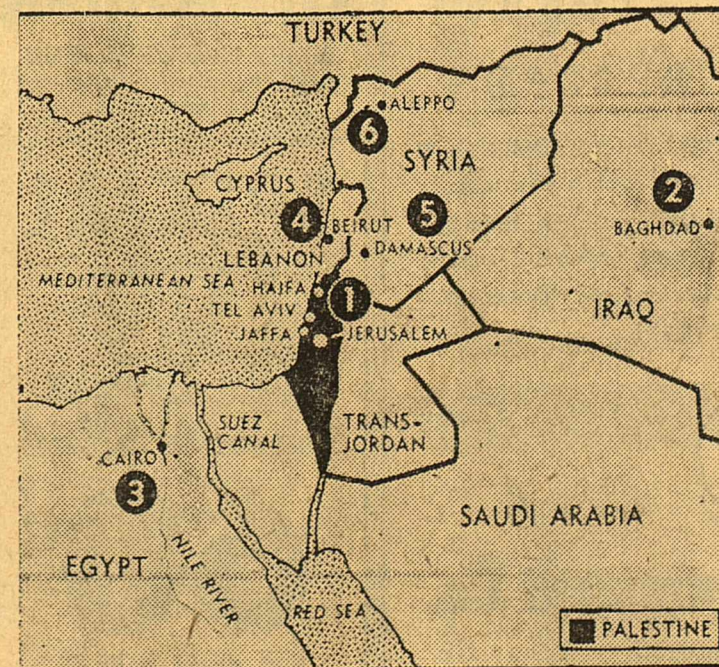 TURKEY
ALEPPO
6
SYRIA
CYPRUS
2
4
5
BEIRUT
BAGHDAD
DAMASCUS
LEBANON
MEDITERRANEAN SEA
HAIFA
1
TEL AVIV
IRAQ
JAFFA
JERUSALEM
SUEZ
CANAL
TRANS-
JORDAN
CAIRO
3
SAUDI ARABIA
EGYPT
NILE RIVER
RED SEA
PALESTINE